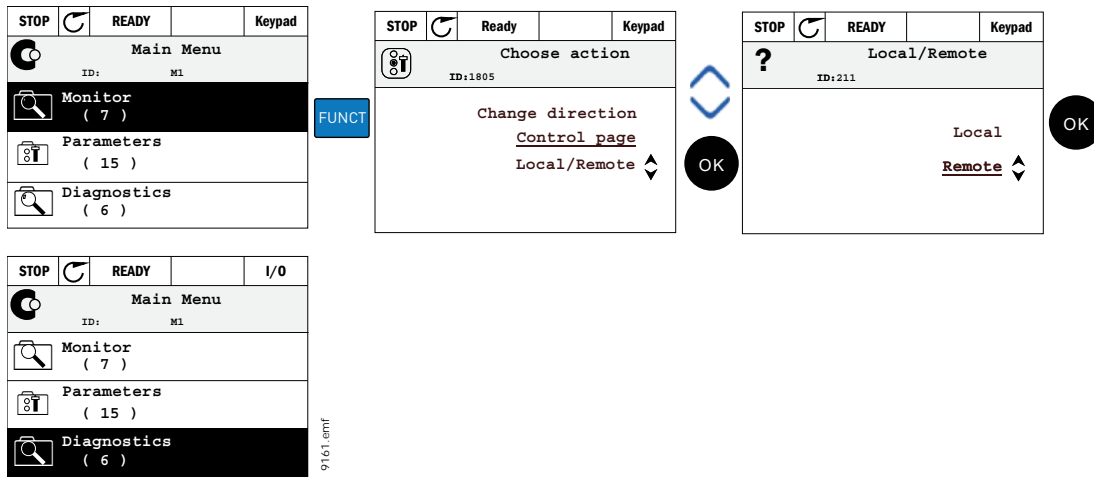 STOP READY Keypad
Main Menu
ID: M1
Monitor
( 7 )
Parameters
( 15 )
Diagnostics
( 6 )
FUNCT
STOP Ready Keypad
Choose action
ID:1805
Change direction
Control page
Local/Remote
OK
STOP READY Keypad
? Local/Remote
ID:211
Local
Remote
OK
STOP READY I/O
Main Menu
ID: M1
Monitor
( 7 )
Parameters
( 15 )
Diagnostics
( 6 )
9161.emf